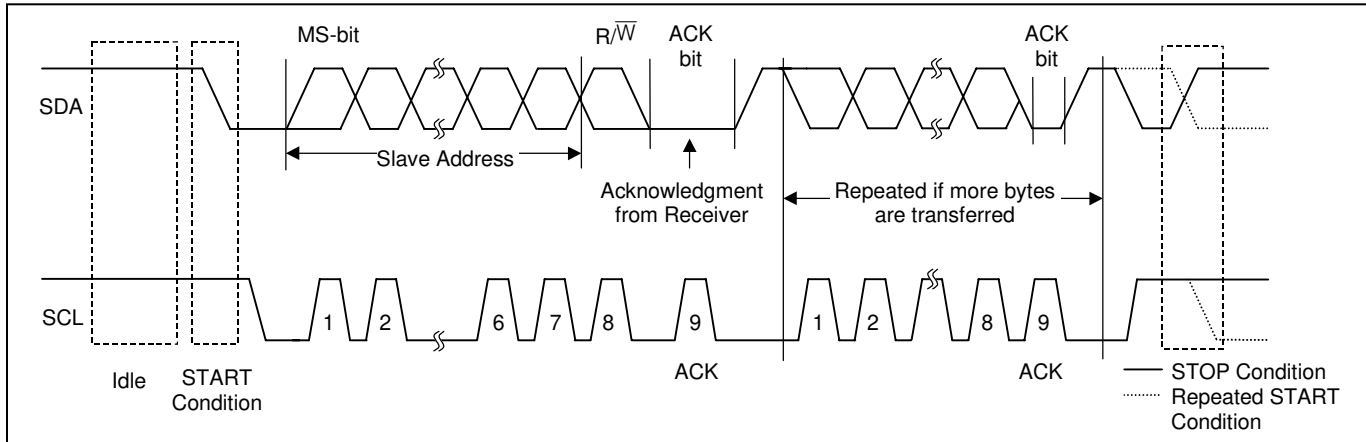 MS-bit
R/W̅
ACK
bit
ACK
bit
SDA
Slave Address
Acknowledgment
from Receiver
Repeated if more bytes
are transferred
SCL
1
2
6
7
8
9
1
2
8
9
Idle
START
Condition
ACK
ACK
STOP Condition
Repeated START
Condition